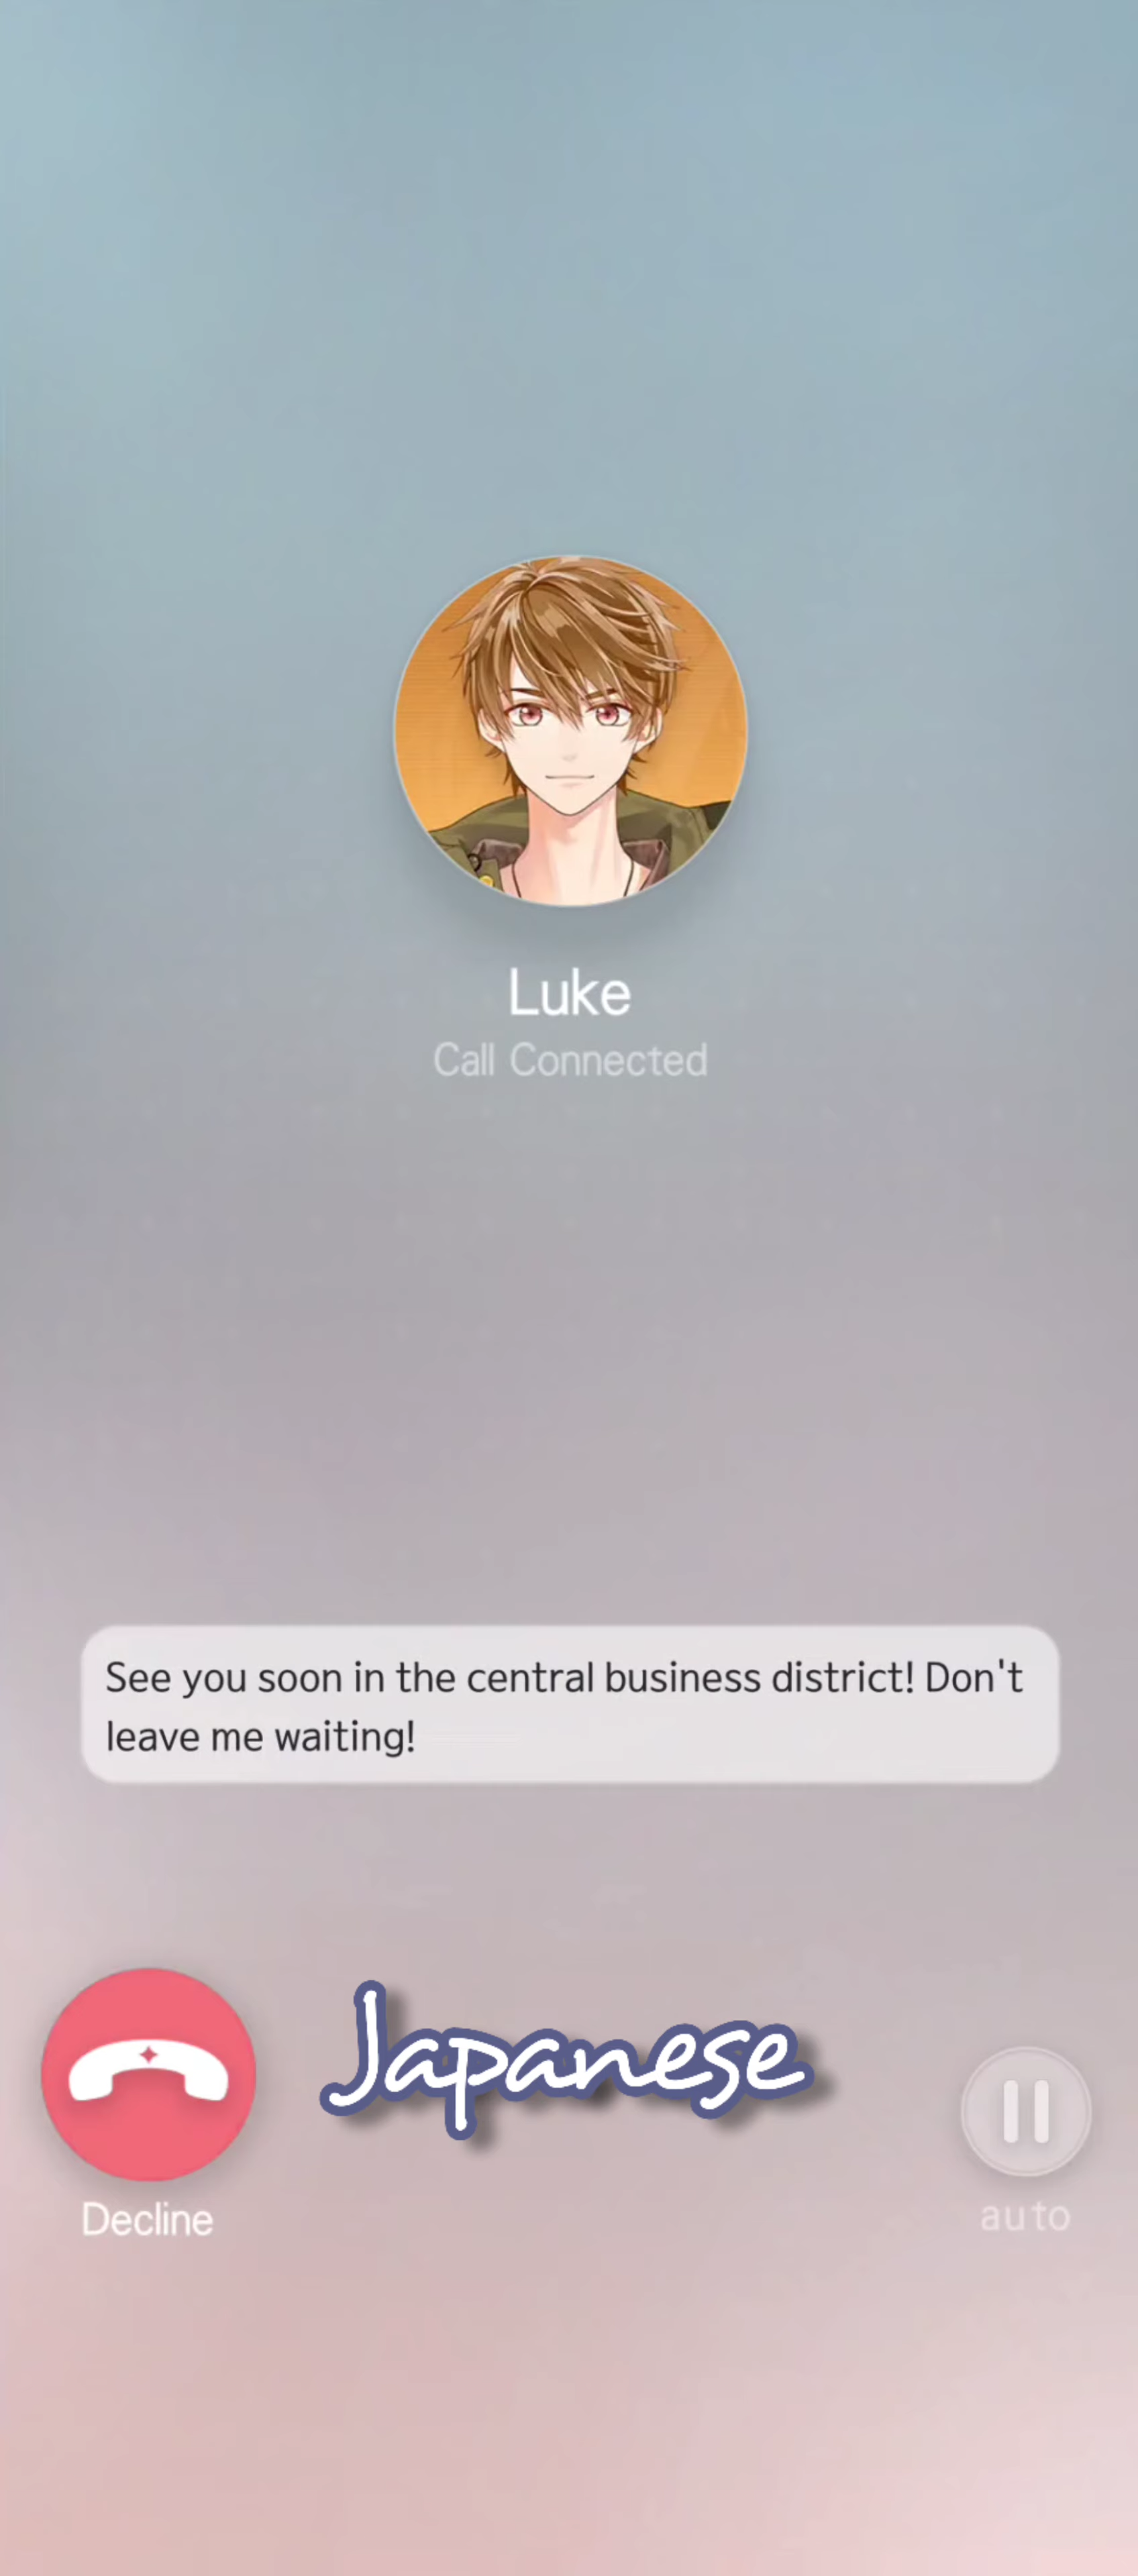 Luke
Call Connected
See you soon in the central business district! Don't
leave me waiting!
Japanese
Decline
auto